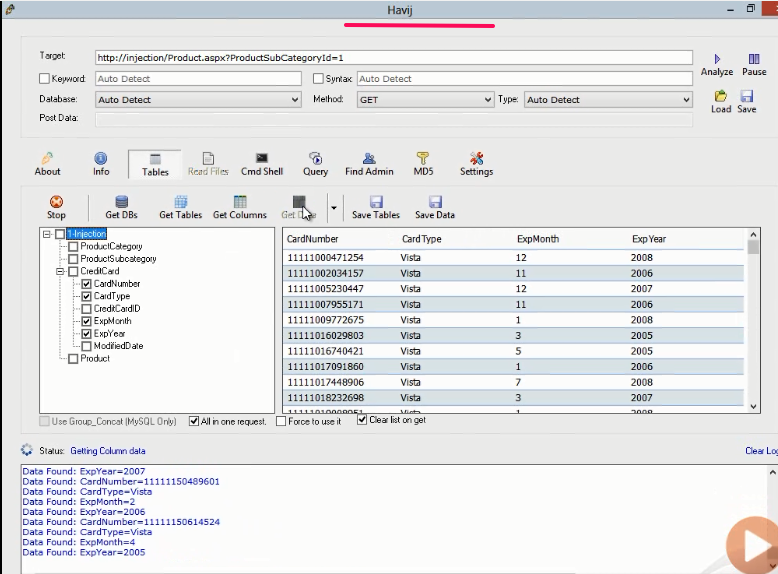 Havij
Target: http://injection/Product.aspx?ProductSubCategoryId=1
Analyze Pause
Keyword: Auto Detect Syntax: Auto Detect
Database: Auto Detect Method: GET Type: Auto Detect
Load Save
Post Data:
About Info Tables Read Files Cmd Shell Query Find Admin MD5 Settings
Stop Get DBs Get Tables Get Columns Get Save Tables Save Data
1-Injection
ProductCategory
ProductSubcategory
CreditCard
CardNumber
CardType
CreditCardID
ExpMonth
ExpYear
ModifiedDate
Product
CardNumber CardType ExpMonth ExpYear
11111000471254 Vista 12 2008
11111002034157 Vista 11 2006
11111005230447 Vista 12 2007
11111007955171 Vista 11 2006
11111009772675 Vista 1 2008
11111016029803 Vista 3 2005
11111016740421 Vista 5 2005
11111017091860 Vista 1 2006
11111017448906 Vista 7 2008
11111018232698 Vista 3 2007
Use Group_Concat (MySQL Only) All in one request. Force to use it Clear list on get
Status: Getting Column data Clear Log
Data Found: ExpYear=2007
Data Found: CardNumber=11111150489601
Data Found: CardType=Vista
Data Found: ExpMonth=2
Data Found: ExpYear=2006
Data Found: CardNumber=11111150614524
Data Found: CardType=Vista
Data Found: ExpMonth=4
Data Found: ExpYear=2005